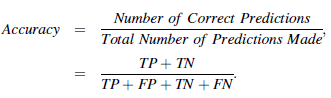 Accuracy = Number of Correct Predictions / Total Number of Predictions Made,
= TP + TN / TP + FP + TN + FN.